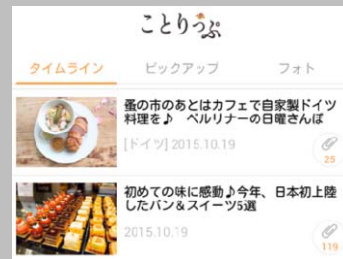 ことりっぷ
タイムライン ピックアップ フォト
蚤の市のあとはカフェで自家製ドイツ
料理を♪ ベルリナーの日曜さんぽ
[ドイツ] 2015.10.19
25
初めての味に感動♪今年、日本初上陸
したパン＆スイーツ5選
2015.10.19
119